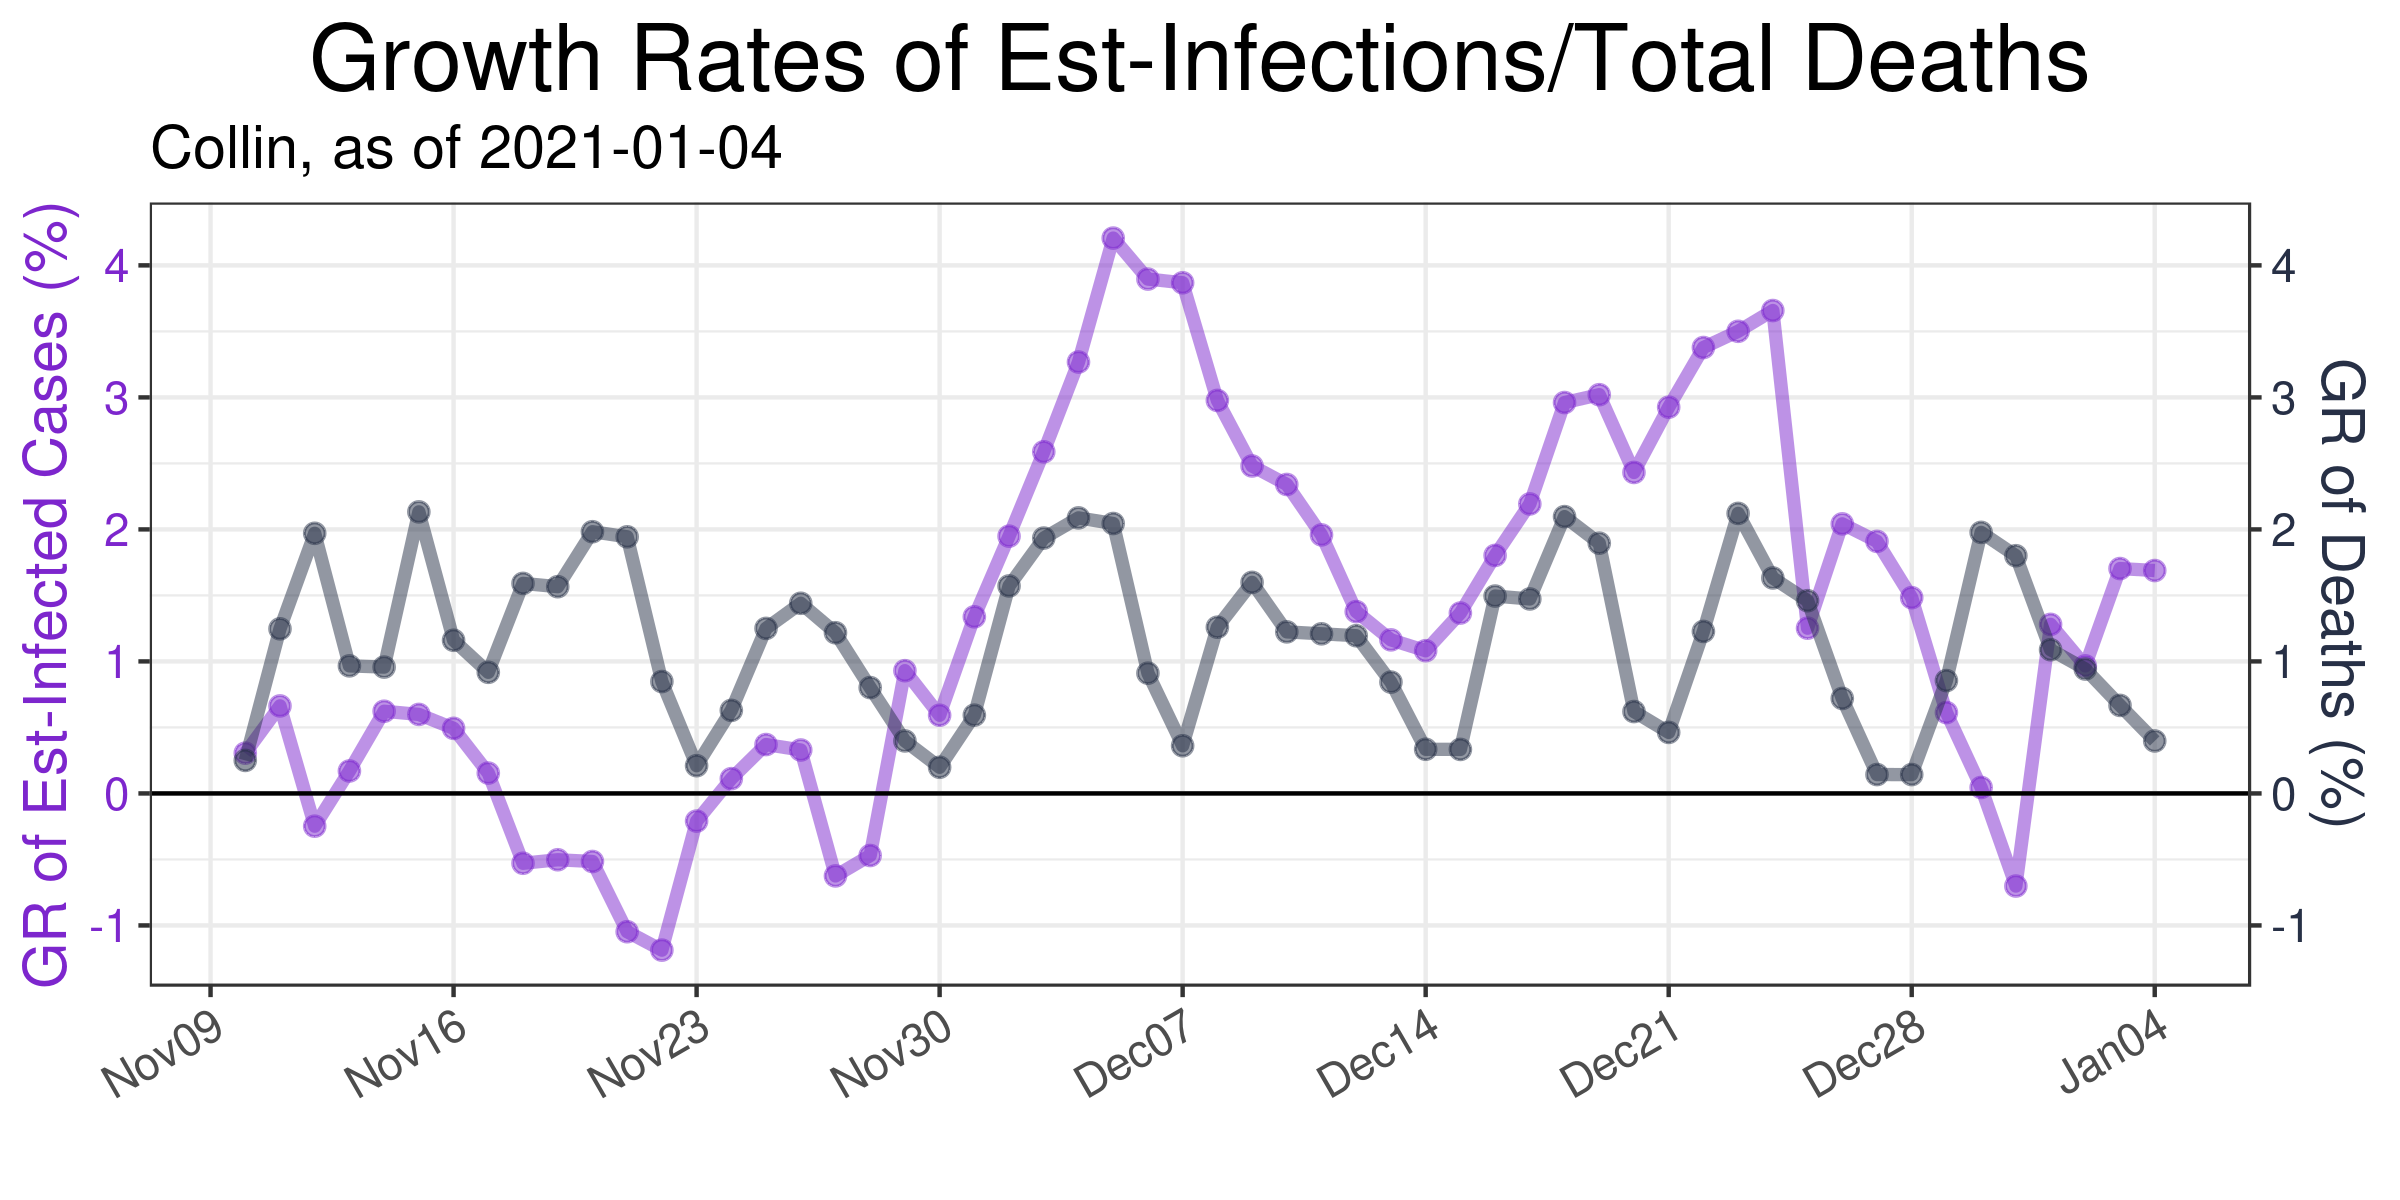 Growth Rates of Est-Infections/Total Deaths
Collin, as of 2021-01-04
GR of Est-Infected Cases (%)
4
3
2
1
0
-1
4
3
2
1
0
-1
GR of Deaths (%)
Nov09
Nov16
Nov23
Nov30
Dec07
Dec14
Dec21
Dec28
Jan04